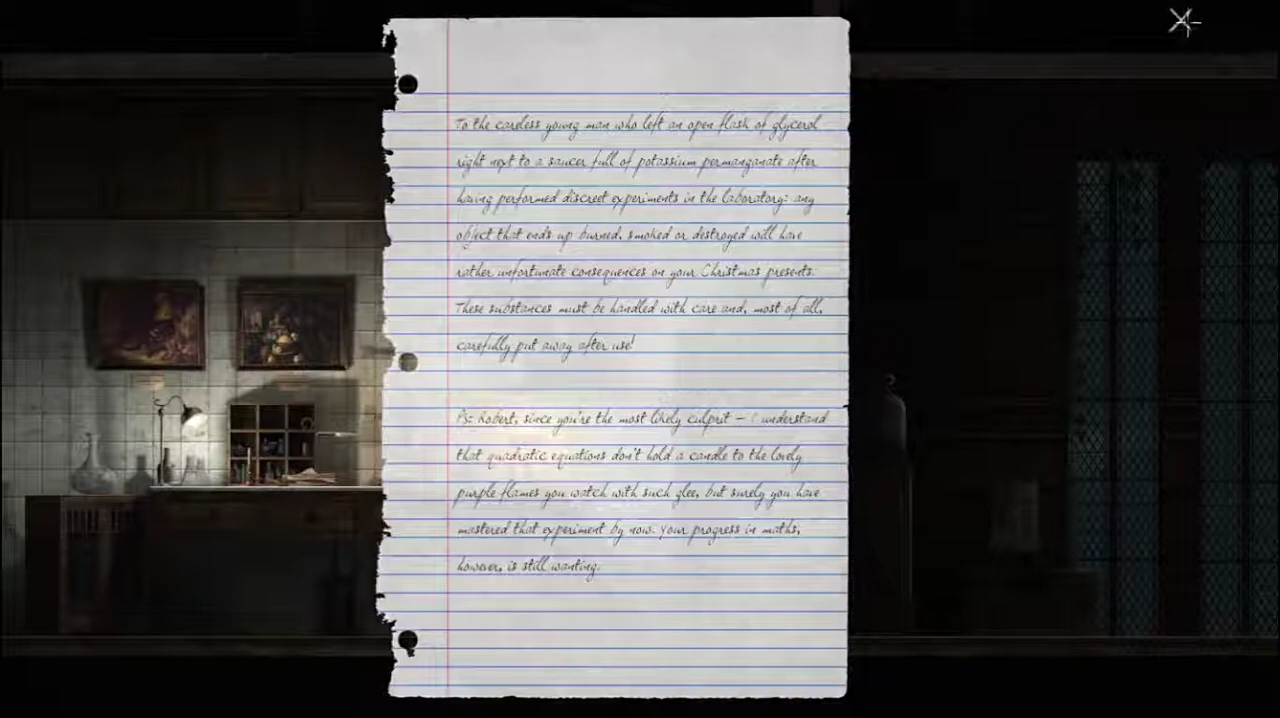 To the careless young man who left an open flask of glycerol
right next to a saucer full of potassium permanganate after
having performed discreet experiments in the laboratory: any
object that ends up burned, smoked or destroyed will have
rather unfortunate consequences on your Christmas presents.
These substances must be handled with care and, most of all,
carefully put away after use!
Ps: Robert, since you're the most likely culprit – I understand
that quadratic equations don't hold a candle to the lovely
purple flames you watch with such glee, but surely you have
mastered that experiment by now. Your progress in maths,
however, is still wanting.